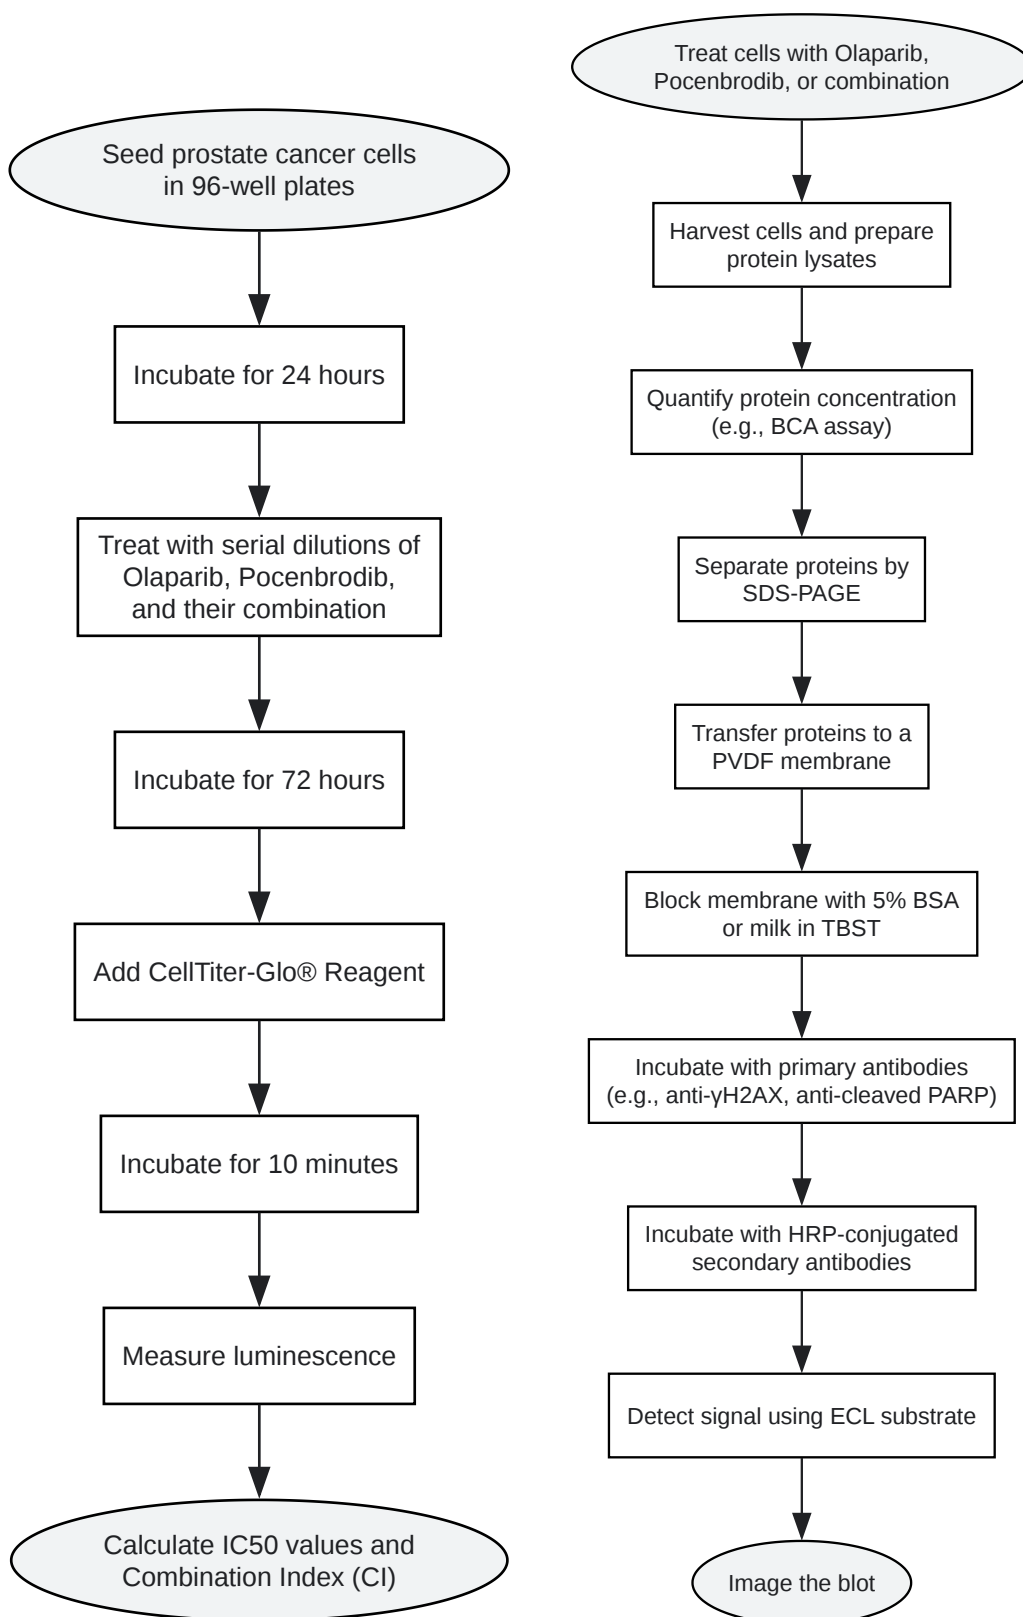 Seed prostate cancer cells
in 96-well plates
Incubate for 24 hours
Treat with serial dilutions of
Olaparib, Pocenbrodib,
and their combination
Incubate for 72 hours
Add CellTiter-Glo® Reagent
Incubate for 10 minutes
Measure luminescence
Calculate IC50 values and
Combination Index (CI)
Treat cells with Olaparib,
Pocenbrodib, or combination
Harvest cells and prepare
protein lysates
Quantify protein concentration
(e.g., BCA assay)
Separate proteins by
SDS-PAGE
Transfer proteins to a
PVDF membrane
Block membrane with 5% BSA
or milk in TBST
Incubate with primary antibodies
(e.g., anti-γH2AX, anti-cleaved PARP)
Incubate with HRP-conjugated
secondary antibodies
Detect signal using ECL substrate
Image the blot